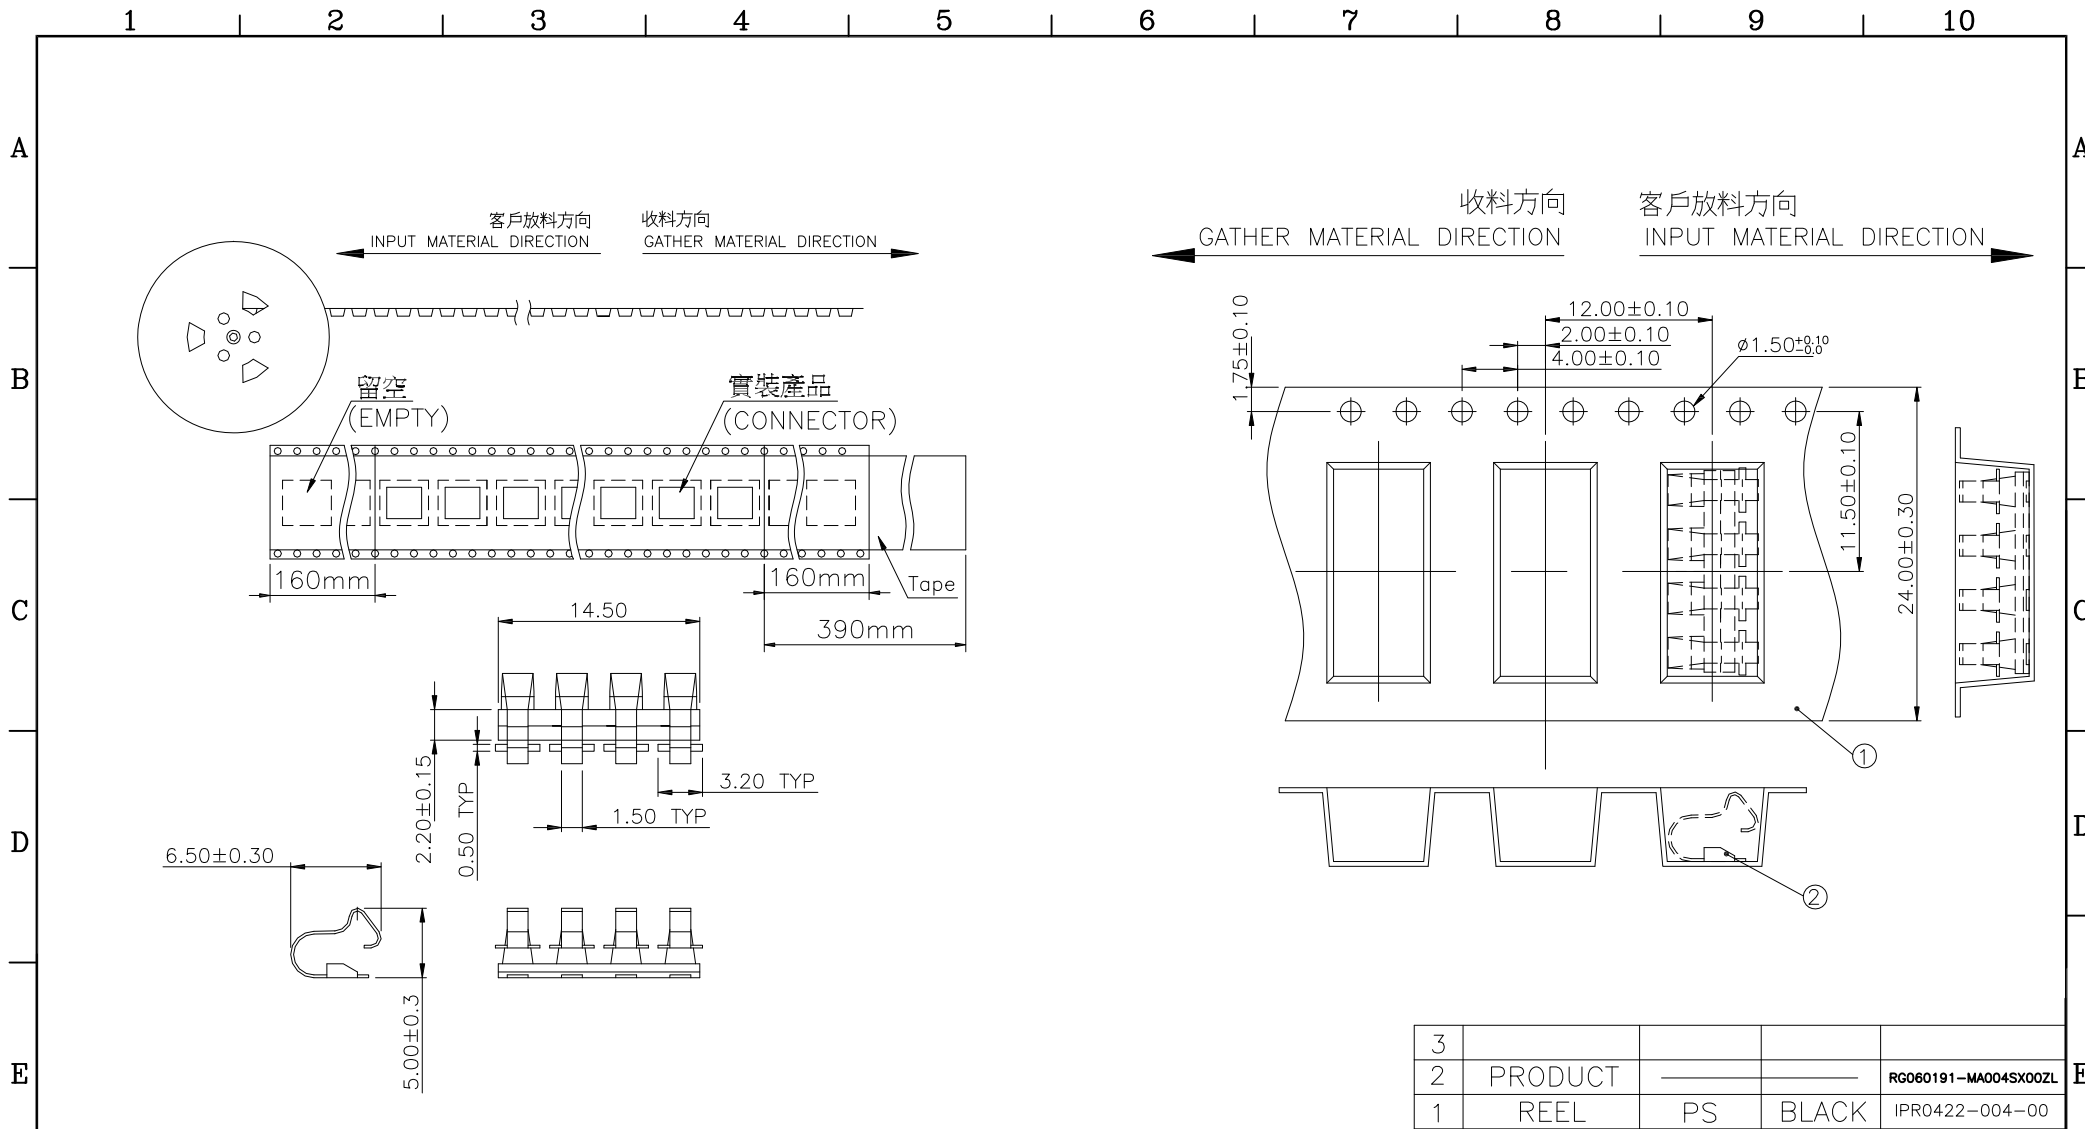 1 2 3 4 5 6 7 8 9 10
A A
B B
C C
D D
E E
客戶放料方向 收料方向
INPUT MATERIAL DIRECTION GATHER MATERIAL DIRECTION
留空
(EMPTY)
實裝產品
(CONNECTOR)
160mm
160mm
Tape
390mm
14.50
2.20±0.15
0.50 TYP
3.20 TYP
1.50 TYP
6.50±0.30
5.00±0.3
收料方向 客戶放料方向
GATHER MATERIAL DIRECTION INPUT MATERIAL DIRECTION
1.75±0.10
12.00±0.10
2.00±0.10
4.00±0.10
ø1.50+0.10 -0.0
11.50±0.10
24.00±0.30
1
2
3
2 PRODUCT RG060191-MA004SX00ZL
1 REEL PS BLACK IPR0422-004-00